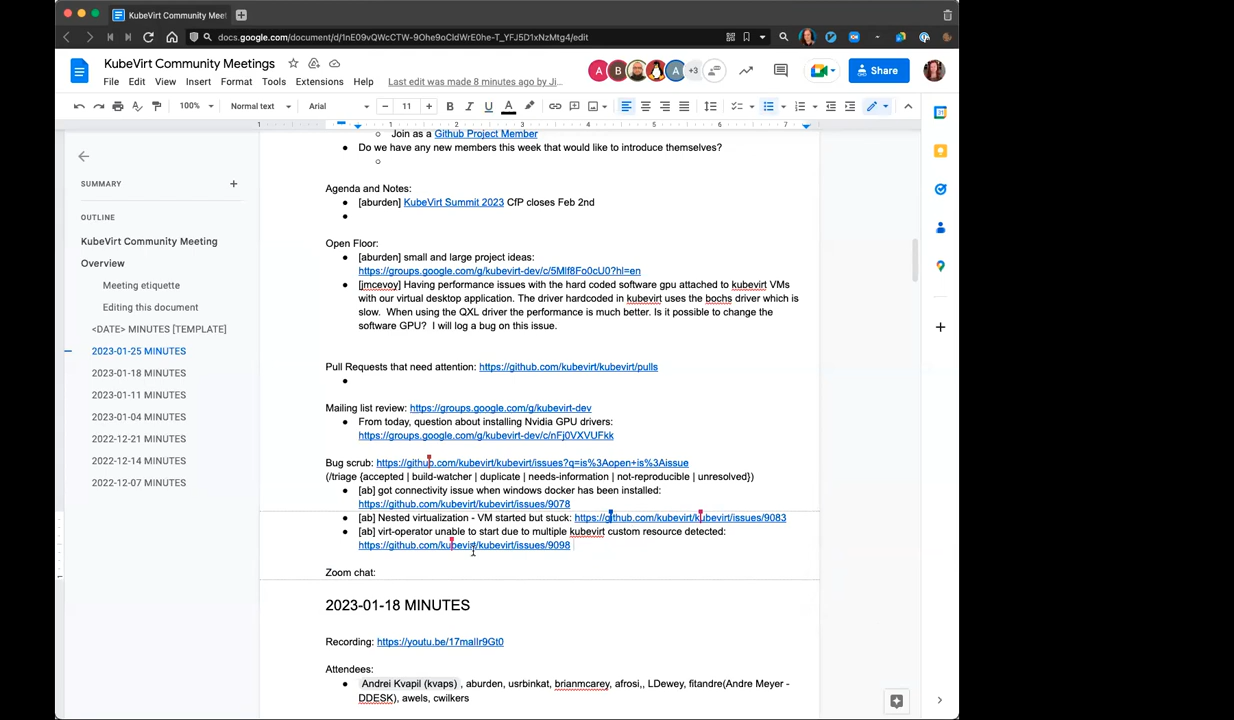 KubeVirt Community Meet
docs.google.com/document/d/1nE09vQWcCTW-9Ohe9oCIdWrE0he-T_YFJ5D1xNzMtg4/edit
KubeVirt Community Meetings
File Edit View Insert Format Tools Extensions Help Last edit was made 8 minutes ago by Ji...
A B A +3
Share
100% Normal text Arial 11
1 1 2 3 4 5 6 7
SUMMARY
OUTLINE
KubeVirt Community Meeting
Overview
Meeting etiquette
Editing this document
<DATE> MINUTES [TEMPLATE]
2023-01-25 MINUTES
2023-01-18 MINUTES
2023-01-11 MINUTES
2023-01-04 MINUTES
2022-12-21 MINUTES
2022-12-14 MINUTES
2022-12-07 MINUTES
○ Join as a Github Project Member
● Do we have any new members this week that would like to introduce themselves?
○
Agenda and Notes:
● [aburden] KubeVirt Summit 2023 CfP closes Feb 2nd
●
Open Floor:
● [aburden] small and large project ideas:
https://groups.google.com/g/kubevirt-dev/c/5Mlf8Fo0cU0?hl=en
● [jmcevoy] Having performance issues with the hard coded software gpu attached to kubevirt VMs
with our virtual desktop application. The driver hardcoded in kubevirt uses the bochs driver which is
slow. When using the QXL driver the performance is much better. Is it possible to change the
software GPU? I will log a bug on this issue.
Pull Requests that need attention: https://github.com/kubevirt/kubevirt/pulls
●
Mailing list review: https://groups.google.com/g/kubevirt-dev
● From today, question about installing Nvidia GPU drivers:
https://groups.google.com/g/kubevirt-dev/c/nFj0VXVUFkk
Bug scrub: https://github.com/kubevirt/kubevirt/issues?q=is%3Aopen+is%3Aissue
(/triage {accepted | build-watcher | duplicate | needs-information | not-reproducible | unresolved})
● [ab] got connectivity issue when windows docker has been installed:
https://github.com/kubevirt/kubevirt/issues/9078
● [ab] Nested virtualization - VM started but stuck: https://github.com/kubevirt/kubevirt/issues/9083
● [ab] virt-operator unable to start due to multiple kubevirt custom resource detected:
https://github.com/kubevirt/kubevirt/issues/9098
Zoom chat:
2023-01-18 MINUTES
Recording: https://youtu.be/17maIIr9Gt0
Attendees:
● Andrei Kvapil (kvaps) , aburden, usrbinkat, brianmcarey, afrosi,, LDewey, fitandre(Andre Meyer -
DDESK), awels, cwilkers